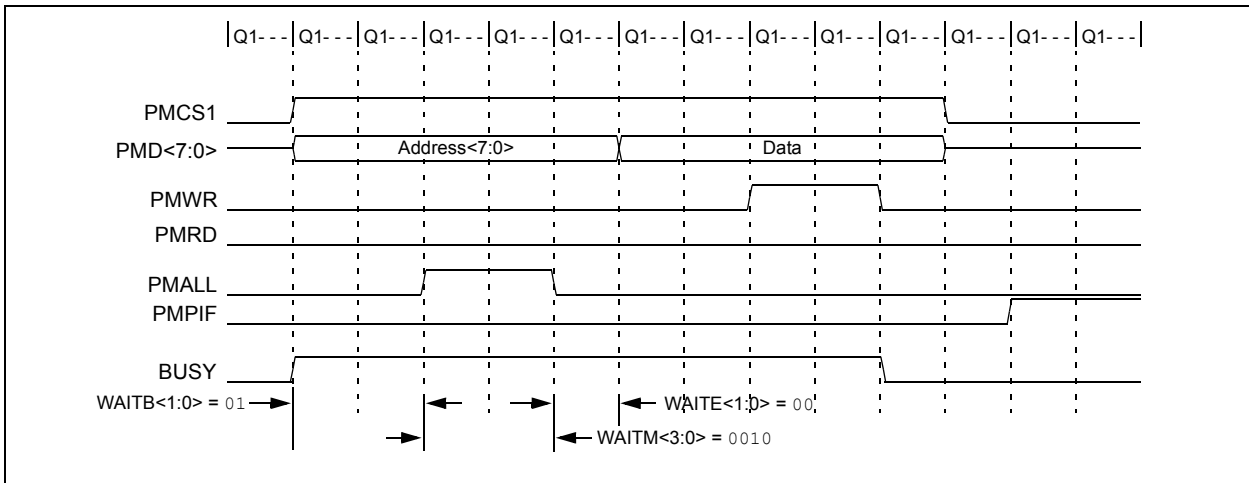 Q1- - - Q1- - - Q1- - - Q1- - - Q1- - - Q1- - - Q1- - - Q1- - - Q1- - - Q1- - - Q1- - - Q1- - - Q1- - - Q1- - -
PMCS1
PMD<7:0> Address<7:0> Data
PMWR
PMRD
PMALL
PMPIF
BUSY
WAITB<1:0> = 01 WAITE<1:0> = 00
WAITM<3:0> = 0010